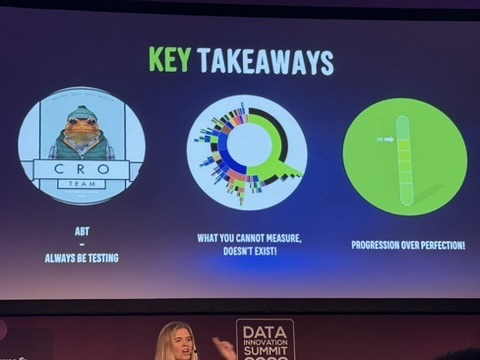 KEY TAKEAWAYS
CRO
TEAM
ABT
-
ALWAYS BE TESTING
WHAT YOU CANNOT MEASURE,
DOESN'T EXIST!
PROGRESSION OVER PERFECTION!
DATA
INNOVATION
SUMMIT